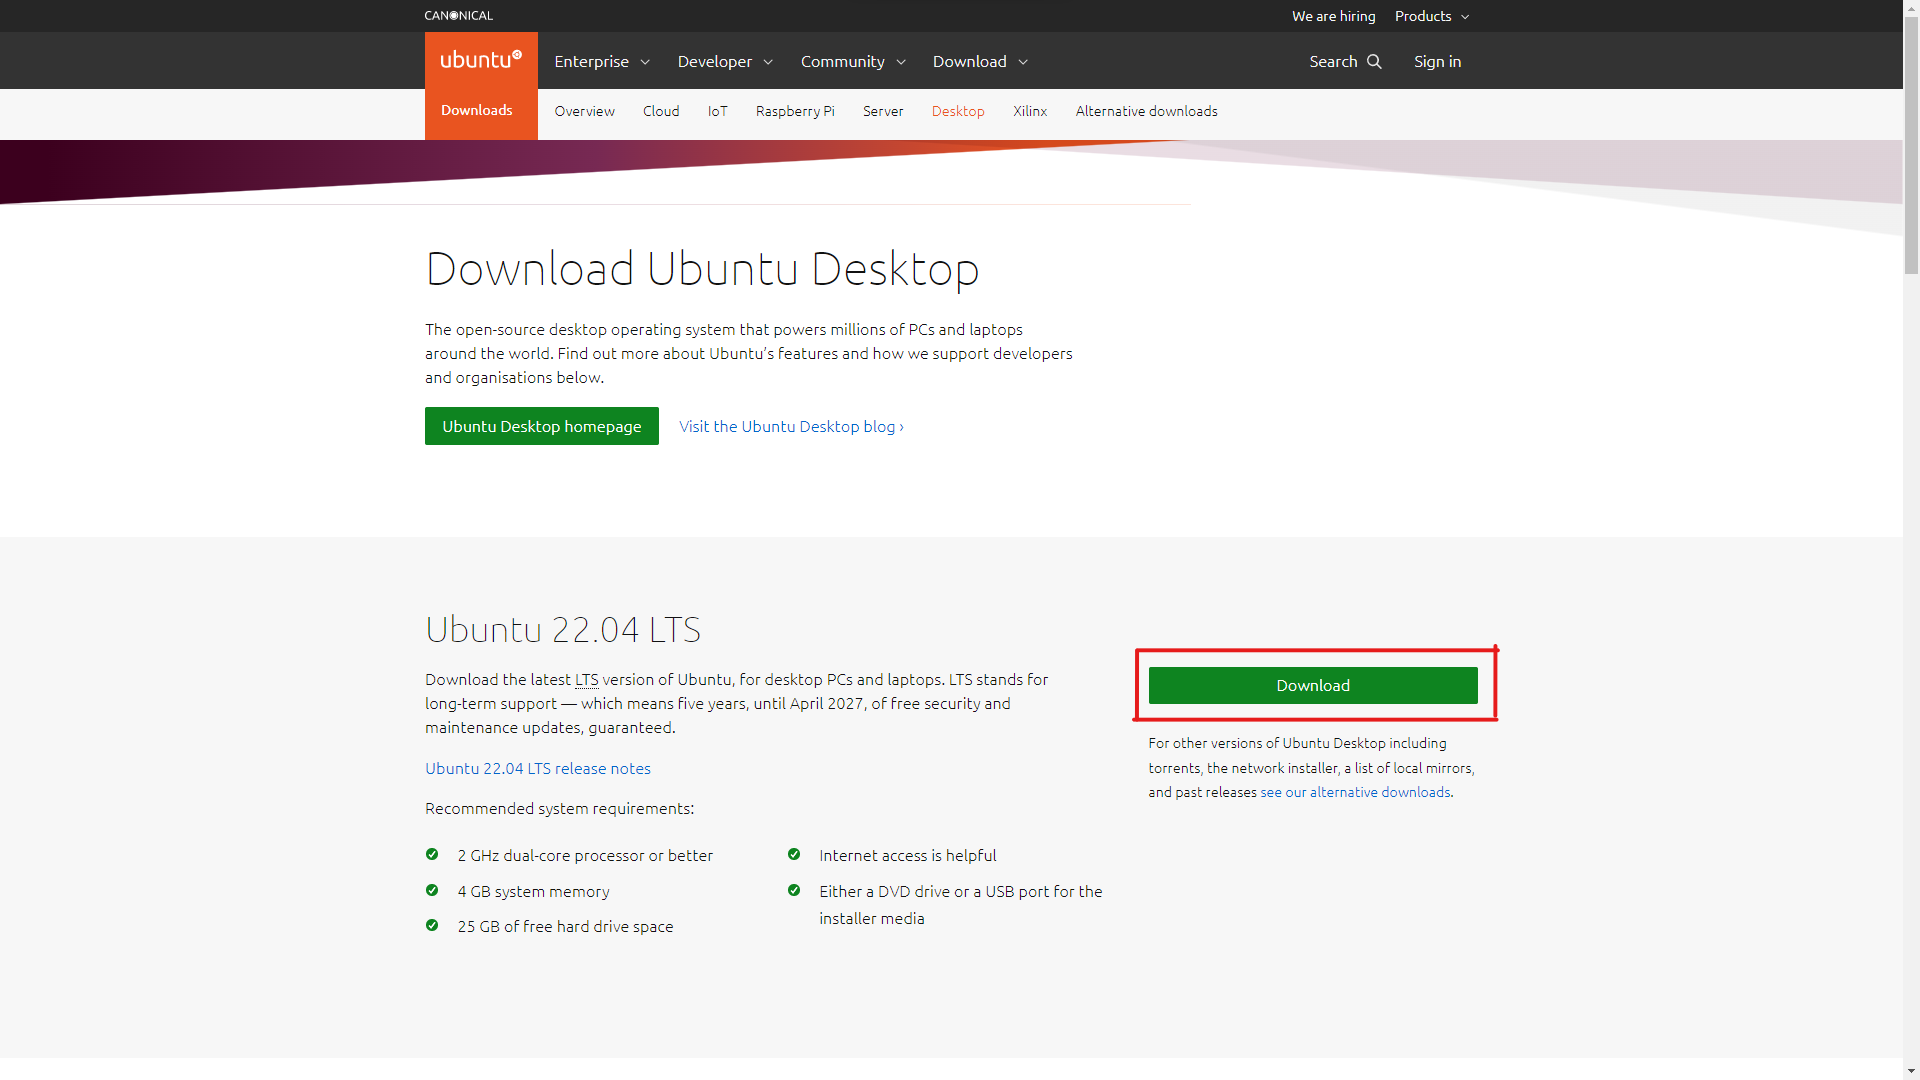 CANONICAL
We are hiring Products
ubuntu
Enterprise Developer Community Download Search Sign in
Downloads
Overview Cloud IoT Raspberry Pi Server Desktop Xilinx Alternative downloads
Download Ubuntu Desktop
The open-source desktop operating system that powers millions of PCs and laptops
around the world. Find out more about Ubuntu’s features and how we support developers
and organisations below.
Ubuntu Desktop homepage
Visit the Ubuntu Desktop blog ›
Ubuntu 22.04 LTS
Download the latest LTS version of Ubuntu, for desktop PCs and laptops. LTS stands for
long-term support — which means five years, until April 2027, of free security and
maintenance updates, guaranteed.
Ubuntu 22.04 LTS release notes
Recommended system requirements:
2 GHz dual-core processor or better
4 GB system memory
25 GB of free hard drive space
Internet access is helpful
Either a DVD drive or a USB port for the
installer media
Download
For other versions of Ubuntu Desktop including
torrents, the network installer, a list of local mirrors,
and past releases see our alternative downloads.